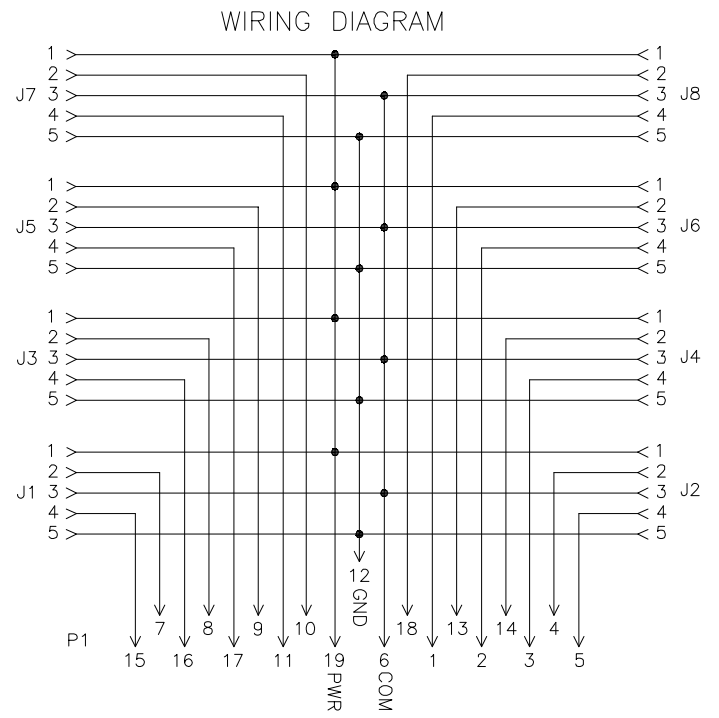 WIRING DIAGRAM
1 1
2 2
J7 3 3 J8
4 4
5 5
1 1
2 2
J5 3 3 J6
4 4
5 5
1 1
2 2
J3 3 3 J4
4 4
5 5
1 1
2 2
J1 3 3 J2
4 4
5 5
12 GND
7 8 9 10 18 13 14 4
P1
15 16 17 11 19 6 1 2 3 5
PWR COM